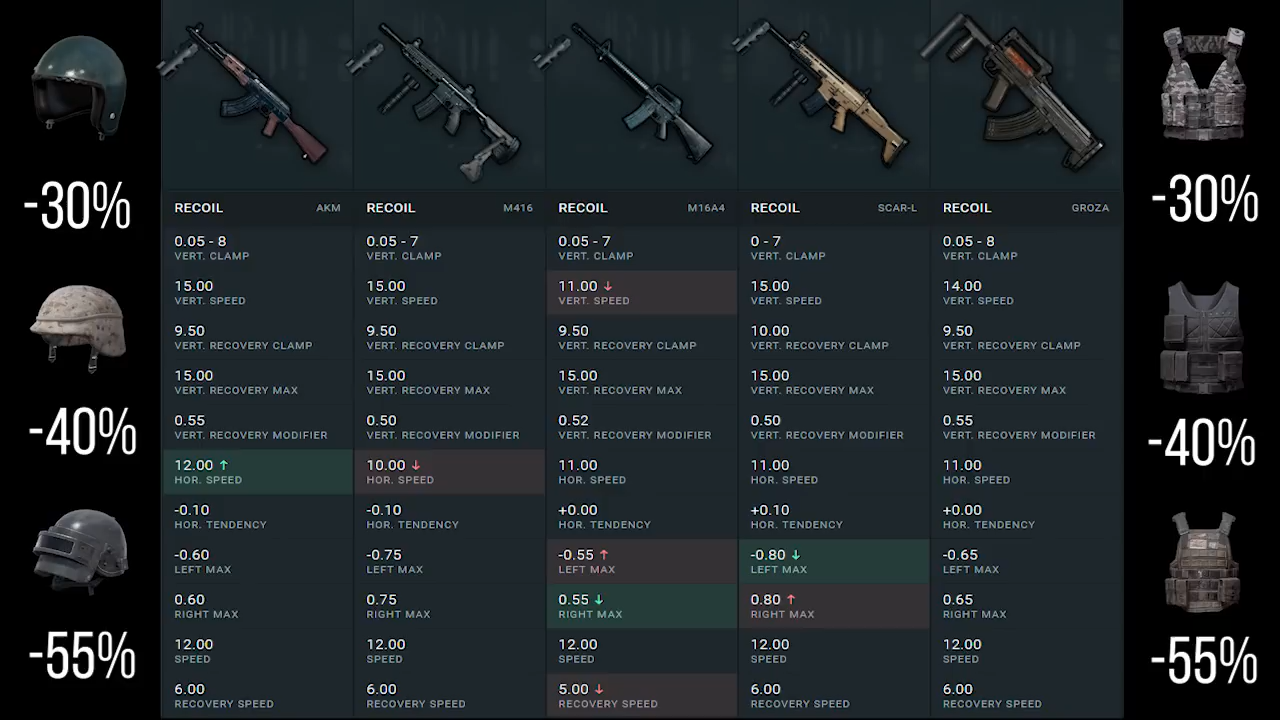 -30%
-40%
-55%
RECOIL AKM
0.05 - 8
VERT. CLAMP
15.00
VERT. SPEED
9.50
VERT. RECOVERY CLAMP
15.00
VERT. RECOVERY MAX
0.55
VERT. RECOVERY MODIFIER
12.00 ↑
HOR. SPEED
-0.10
HOR. TENDENCY
-0.60
LEFT MAX
0.60
RIGHT MAX
12.00
SPEED
6.00
RECOVERY SPEED
RECOIL M416
0.05 - 7
VERT. CLAMP
15.00
VERT. SPEED
9.50
VERT. RECOVERY CLAMP
15.00
VERT. RECOVERY MAX
0.50
VERT. RECOVERY MODIFIER
10.00 ↓
HOR. SPEED
-0.10
HOR. TENDENCY
-0.75
LEFT MAX
0.75
RIGHT MAX
12.00
SPEED
6.00
RECOVERY SPEED
RECOIL M16A4
0.05 - 7
VERT. CLAMP
11.00 ↓
VERT. SPEED
9.50
VERT. RECOVERY CLAMP
15.00
VERT. RECOVERY MAX
0.52
VERT. RECOVERY MODIFIER
11.00
HOR. SPEED
+0.00
HOR. TENDENCY
-0.55 ↑
LEFT MAX
0.55 ↓
RIGHT MAX
12.00
SPEED
5.00 ↓
RECOVERY SPEED
RECOIL SCAR-L
0 - 7
VERT. CLAMP
15.00
VERT. SPEED
10.00
VERT. RECOVERY CLAMP
15.00
VERT. RECOVERY MAX
0.50
VERT. RECOVERY MODIFIER
11.00
HOR. SPEED
+0.10
HOR. TENDENCY
-0.80 ↓
LEFT MAX
0.80 ↑
RIGHT MAX
12.00
SPEED
6.00
RECOVERY SPEED
RECOIL GROZA
0.05 - 8
VERT. CLAMP
14.00
VERT. SPEED
9.50
VERT. RECOVERY CLAMP
15.00
VERT. RECOVERY MAX
0.55
VERT. RECOVERY MODIFIER
11.00
HOR. SPEED
+0.00
HOR. TENDENCY
-0.65
LEFT MAX
0.65
RIGHT MAX
12.00
SPEED
6.00
RECOVERY SPEED
-30%
-40%
-55%